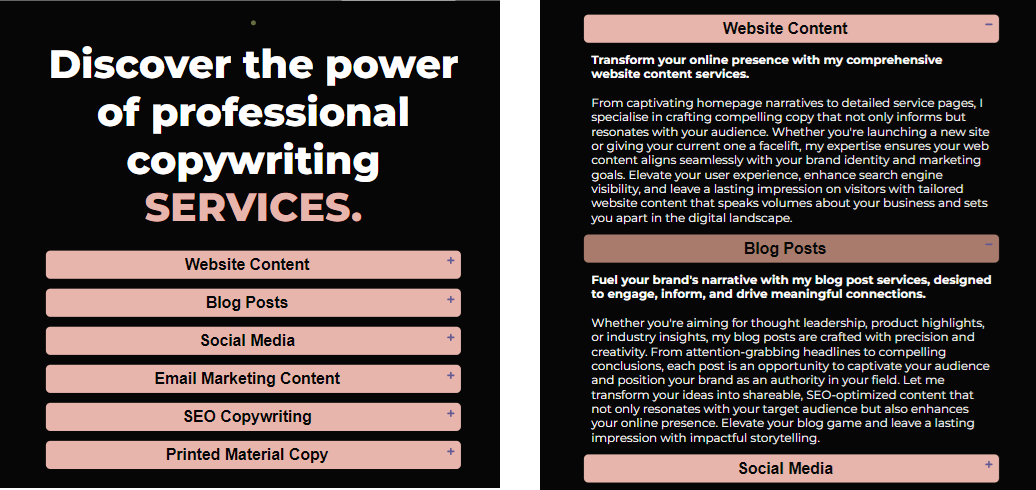 Discover the power
of professional
copywriting
SERVICES.
Website Content +
Blog Posts +
Social Media +
Email Marketing Content +
SEO Copywriting +
Printed Material Copy +
Website Content −
Transform your online presence with my comprehensive
website content services.
From captivating homepage narratives to detailed service pages, I
specialise in crafting compelling copy that not only informs but
resonates with your audience. Whether you're launching a new site
or giving your current one a facelift, my expertise ensures your web
content aligns seamlessly with your brand identity and marketing
goals. Elevate your user experience, enhance search engine
visibility, and leave a lasting impression on visitors with tailored
website content that speaks volumes about your business and sets
you apart in the digital landscape.
Blog Posts −
Fuel your brand's narrative with my blog post services, designed
to engage, inform, and drive meaningful connections.
Whether you're aiming for thought leadership, product highlights,
or industry insights, my blog posts are crafted with precision and
creativity. From attention-grabbing headlines to compelling
conclusions, each post is an opportunity to captivate your audience
and position your brand as an authority in your field. Let me
transform your ideas into shareable, SEO-optimized content that
not only resonates with your target audience but also enhances
your online presence. Elevate your blog game and leave a lasting
impression with impactful storytelling.
Social Media +